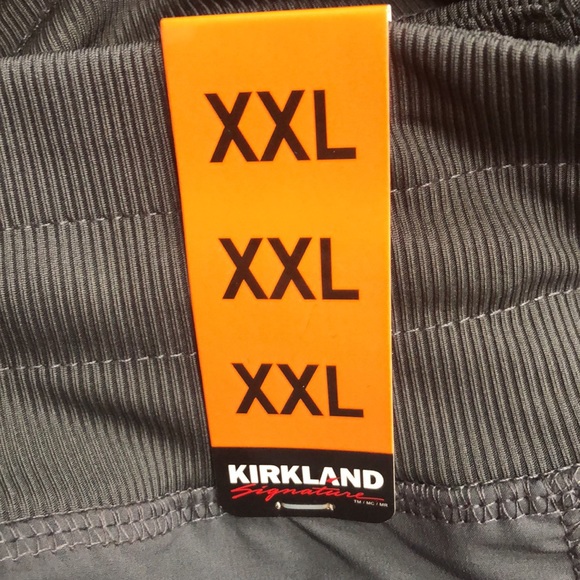 XXL
XXL
XXL
KIRKLAND
Signature
TM / MC / MR